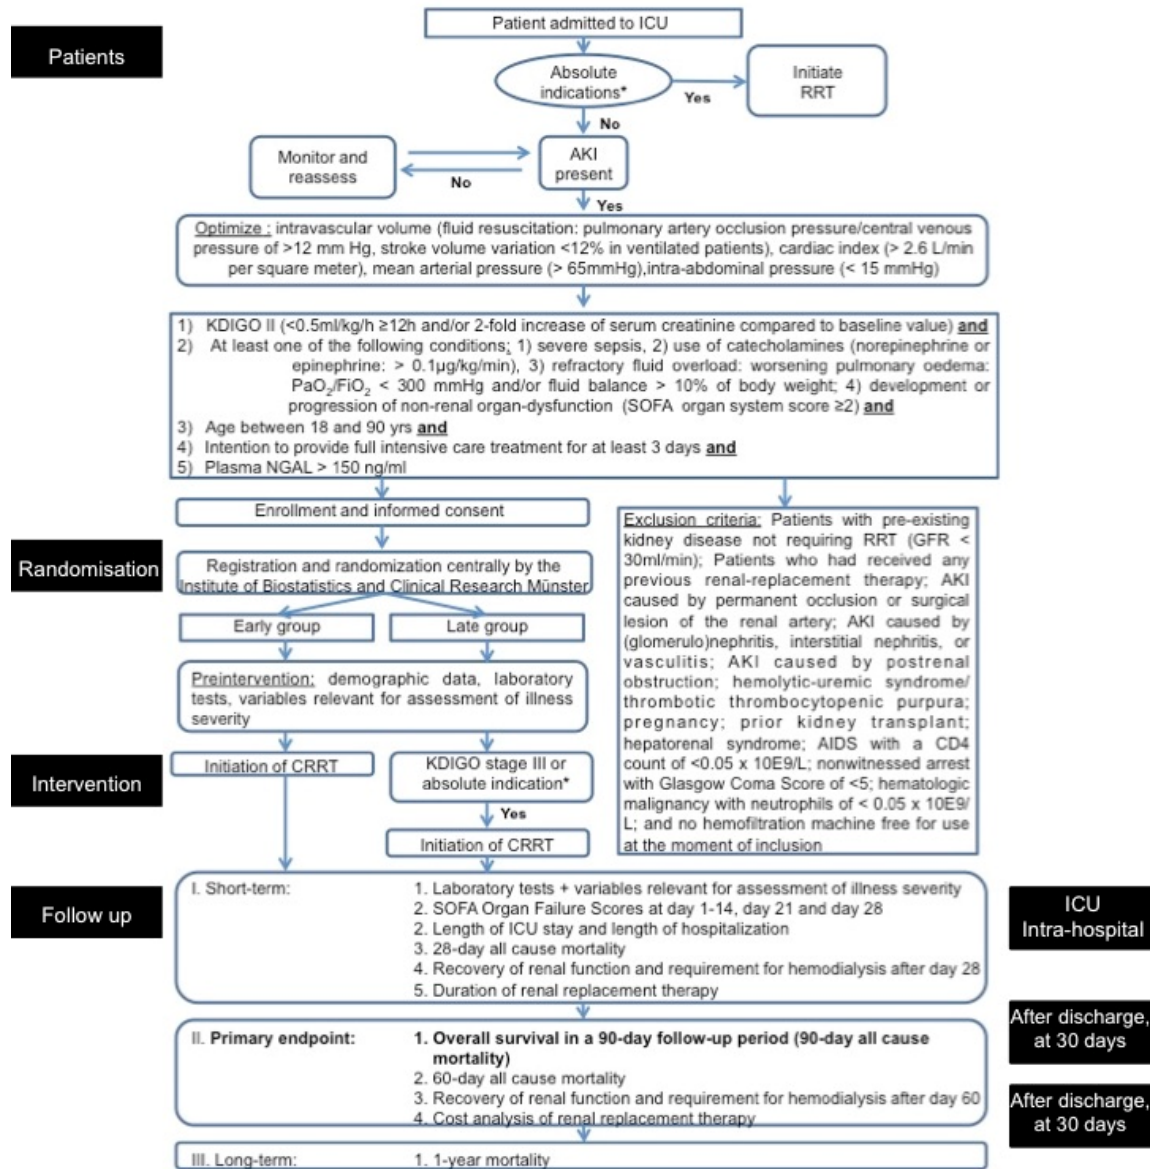 Patient admitted to ICU
Patients
Absolute
indications*
Yes
Initiate
RRT
No
Monitor and
reassess
No
AKI
present
Yes
Optimize : intravascular volume (fluid resuscitation: pulmonary artery occlusion pressure/central venous
pressure of >12 mm Hg, stroke volume variation <12% in ventilated patients), cardiac index (> 2.6 L/min
per square meter), mean arterial pressure (> 65mmHg),intra-abdominal pressure (< 15 mmHg)
1) KDIGO II (<0.5ml/kg/h ≥12h and/or 2-fold increase of serum creatinine compared to baseline value) and
2) At least one of the following conditions: 1) severe sepsis, 2) use of catecholamines (norepinephrine or
epinephrine: > 0.1µg/kg/min), 3) refractory fluid overload: worsening pulmonary oedema:
PaO2/FiO2 < 300 mmHg and/or fluid balance > 10% of body weight; 4) development or
progression of non-renal organ-dysfunction (SOFA organ system score ≥2) and
3) Age between 18 and 90 yrs and
4) Intention to provide full intensive care treatment for at least 3 days and
5) Plasma NGAL > 150 ng/ml
Enrollment and informed consent
Randomisation
Registration and randomization centrally by the
Institute of Biostatistics and Clinical Research Münster
Early group
Late group
Preintervention: demographic data, laboratory
tests, variables relevant for assessment of illness
severity
Intervention
Initiation of CRRT
KDIGO stage III or
absolute indication*
Yes
Initiation of CRRT
Exclusion criteria: Patients with pre-existing
kidney disease not requiring RRT (GFR <
30ml/min); Patients who had received any
previous renal-replacement therapy; AKI
caused by permanent occlusion or surgical
lesion of the renal artery; AKI caused by
(glomerulo)nephritis, interstitial nephritis, or
vasculitis; AKI caused by postrenal
obstruction; hemolytic-uremic syndrome/
thrombotic thrombocytopenic purpura;
pregnancy; prior kidney transplant;
hepatorenal syndrome; AIDS with a CD4
count of <0.05 x 10E9/L; nonwitnessed arrest
with Glasgow Coma Score of <5; hematologic
malignancy with neutrophils of < 0.05 x 10E9/
L; and no hemofiltration machine free for use
at the moment of inclusion
Follow up
I. Short-term:
1. Laboratory tests + variables relevant for assessment of illness severity
2. SOFA Organ Failure Scores at day 1-14, day 21 and day 28
2. Length of ICU stay and length of hospitalization
3. 28-day all cause mortality
4. Recovery of renal function and requirement for hemodialysis after day 28
5. Duration of renal replacement therapy
ICU
Intra-hospital
II. Primary endpoint:
1. Overall survival in a 90-day follow-up period (90-day all cause
mortality)
2. 60-day all cause mortality
3. Recovery of renal function and requirement for hemodialysis after day 60
4. Cost analysis of renal replacement therapy
After discharge,
at 30 days
After discharge,
at 30 days
III. Long-term:
1. 1-year mortality